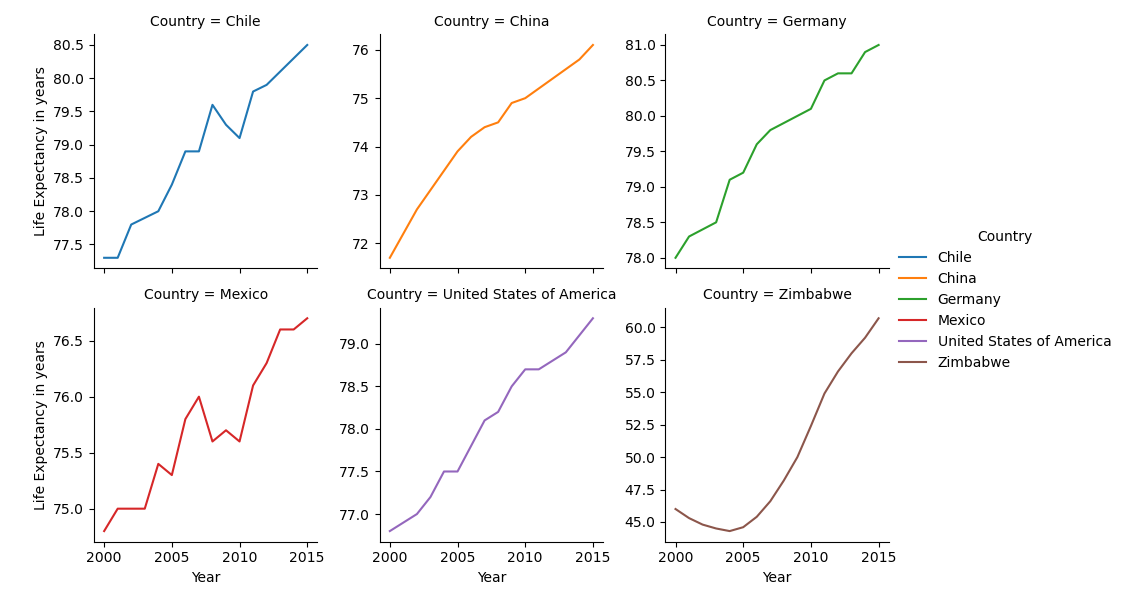 Country = Chile
80.5
80.0
79.5
79.0
78.5
78.0
77.5
Life Expectancy in years
Country = China
76
75
74
73
72
Country = Germany
81.0
80.5
80.0
79.5
79.0
78.5
78.0
Country = Mexico
76.5
76.0
75.5
75.0
Life Expectancy in years
2000 2005 2010 2015
Year
Country = United States of America
79.0
78.5
78.0
77.5
77.0
2000 2005 2010 2015
Year
Country = Zimbabwe
60.0
57.5
55.0
52.5
50.0
47.5
45.0
2000 2005 2010 2015
Year
Country
Chile
China
Germany
Mexico
United States of America
Zimbabwe